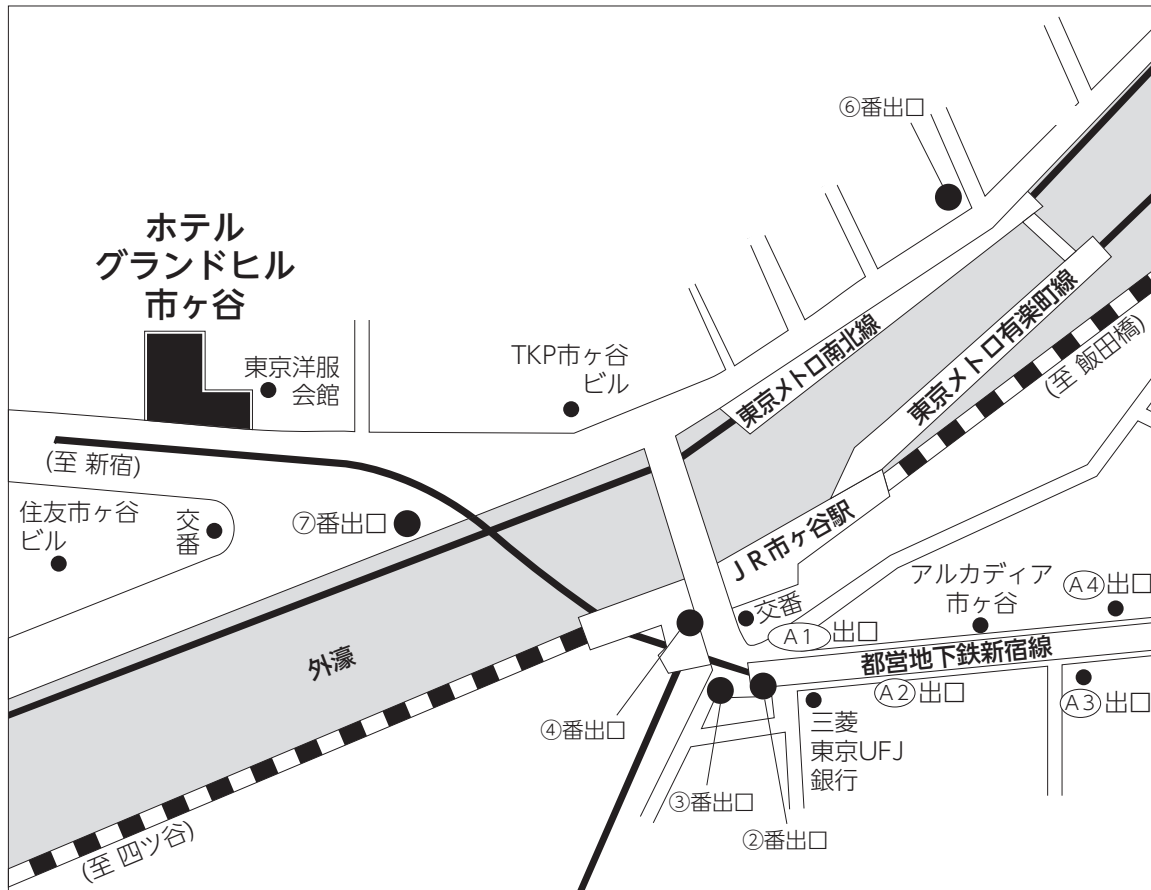 ⑥番出口
ホテル
グランドヒル
市ヶ谷
東京洋服
会館
TKP市ヶ谷
ビル
東京メトロ南北線
東京メトロ有楽町線
(至 飯田橋)
(至 新宿)
住友市ヶ谷
ビル
交番
⑦番出口
JR市ヶ谷駅
交番
アルカディア
市ヶ谷
A4出口
A1出口
都営地下鉄新宿線
A2出口
A3出口
外濠
④番出口
三菱
東京UFJ
銀行
③番出口
②番出口
(至 四ツ谷)